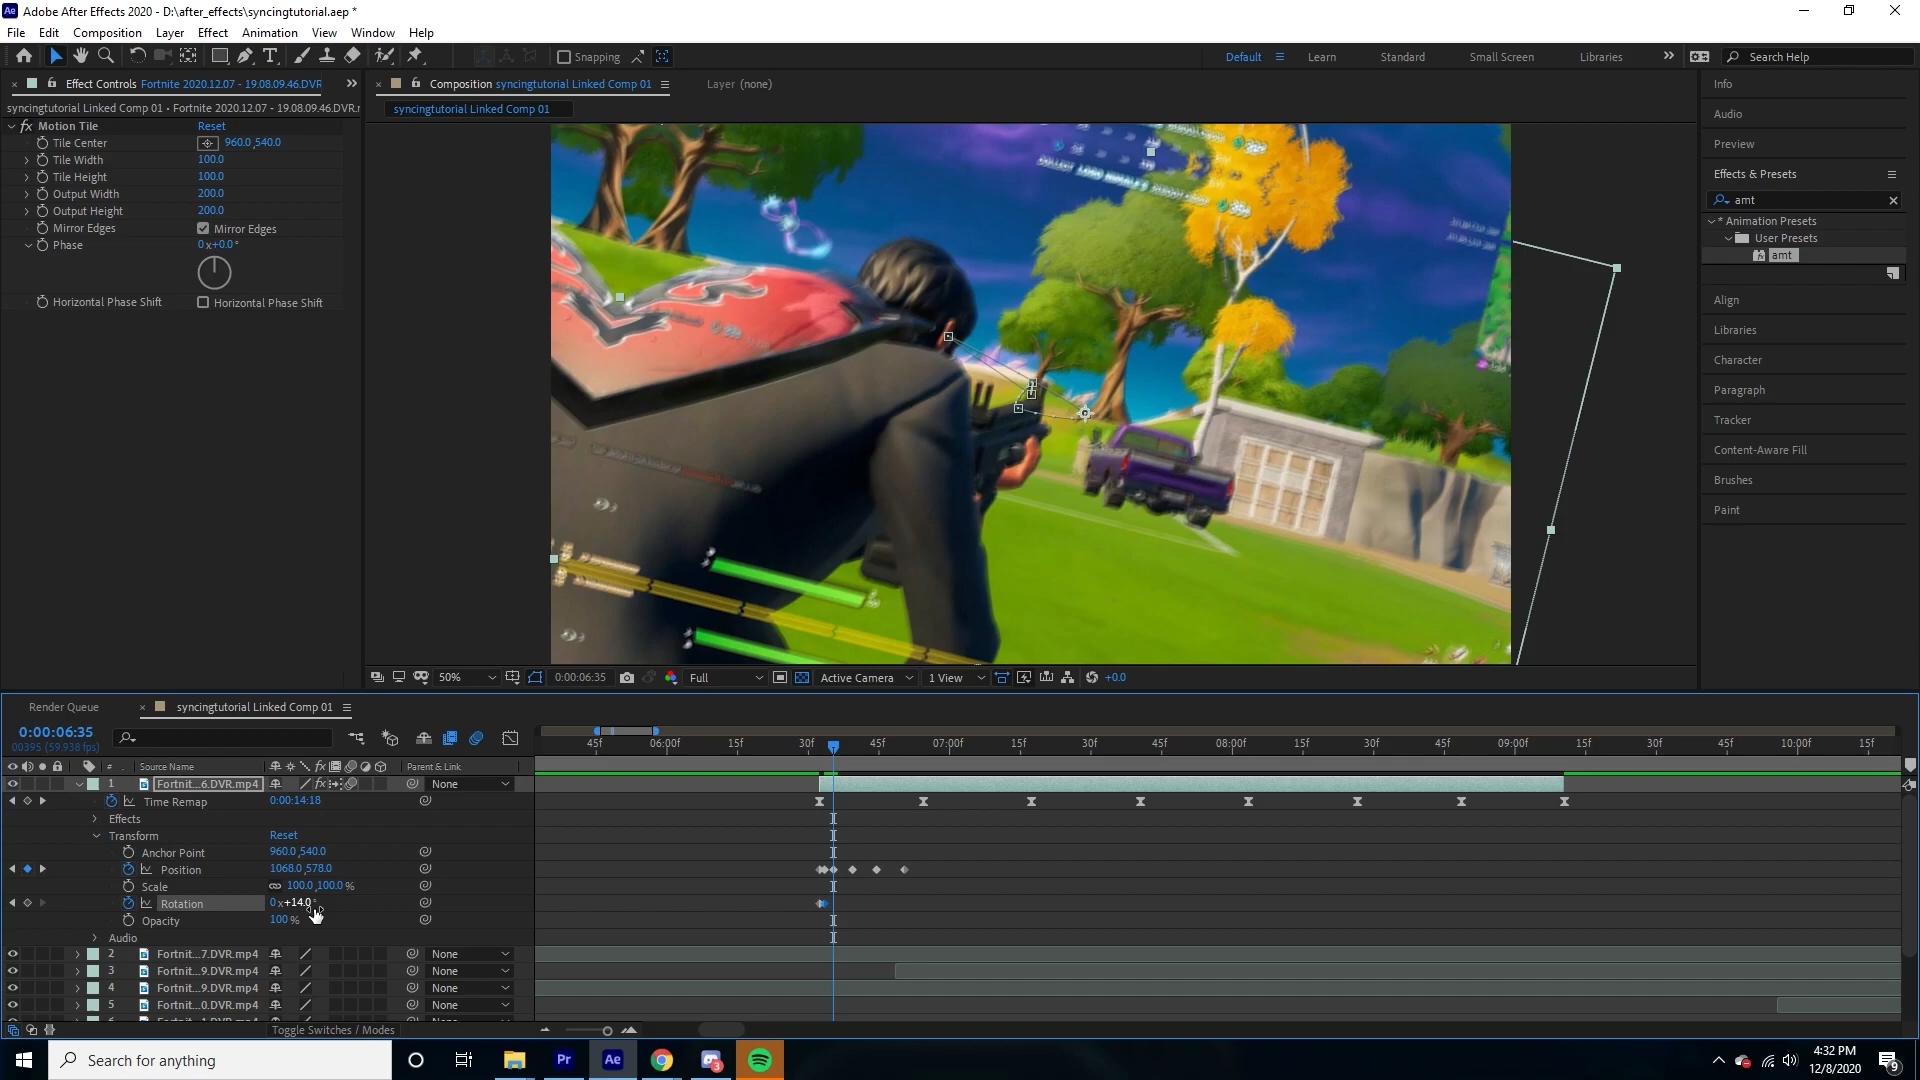 Ae Adobe After Effects 2020 - D:\after_effects\syncingtutorial.aep *
File Edit Composition Layer Effect Animation View Window Help
Snapping Default Learn Standard Small Screen Libraries Search Help
Effect Controls Fortnite 2020.12.07 - 19.08.09.46.DVR
syncingtutorial Linked Comp 01 • Fortnite 2020.12.07 - 19.08.09.46.DVR.r
fx Motion Tile Reset
Tile Center 960.0,540.0
Tile Width 100.0
Tile Height 100.0
Output Width 200.0
Output Height 200.0
Mirror Edges Mirror Edges
Phase 0x+0.0°
Horizontal Phase Shift Horizontal Phase Shift
Composition syncingtutorial Linked Comp 01 Layer (none)
syncingtutorial Linked Comp 01
50% 0:00:06:35 Full Active Camera 1 View +0.0
Info
Audio
Preview
Effects & Presets
amt
* Animation Presets
User Presets
amt
Align
Libraries
Character
Paragraph
Tracker
Content-Aware Fill
Brushes
Paint
Render Queue syncingtutorial Linked Comp 01
0:00:06:35
00395 (59.938 fps)
45f 06:00f 15f 30f 45f 07:00f 15f 30f 45f 08:00f 15f 30f 45f 09:00f 15f 30f 45f 10:00f 15f
# Source Name fx Parent & Link
1 Fortnit...6.DVR.mp4 fx None
Time Remap 0:00:14:18
Effects
Transform Reset
Anchor Point 960.0,540.0
Position 1068.0,578.0
Scale 100.0,100.0%
Rotation 0x+14.0°
Opacity 100%
Audio
2 Fortnit...7.DVR.mp4 None
3 Fortnit...9.DVR.mp4 None
4 Fortnit...9.DVR.mp4 None
5 Fortnit...0.DVR.mp4 None
Toggle Switches / Modes
Search for anything Pr Ae 3 4:32 PM
12/8/2020 9